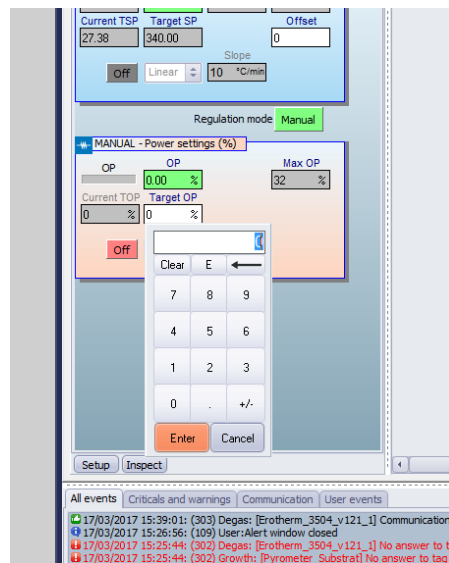 Current TSP Target SP Offset
27.38 340.00 0
Slope
Off Linear 10 °C/min
Regulation mode Manual
MANUAL - Power settings (%)
OP OP Max OP
0.00 % 32 %
Current TOP Target OP
0 % 0 %
Off
0
Clear E
7 8 9
4 5 6
1 2 3
0 . +/-
Enter Cancel
Setup Inspect
All events Criticals and warnings Communication User events
17/03/2017 15:39:01: (303) Degas: [Erotherm_3504_v121_1] Communication
17/03/2017 15:26:56: (109) User:Alert window closed
17/03/2017 15:25:44: (302) Degas: [Erotherm_3504_v121_1] No answer to t
17/03/2017 15:25:44: (302) Growth: [Pyrometer_Substrat] No answer to tag